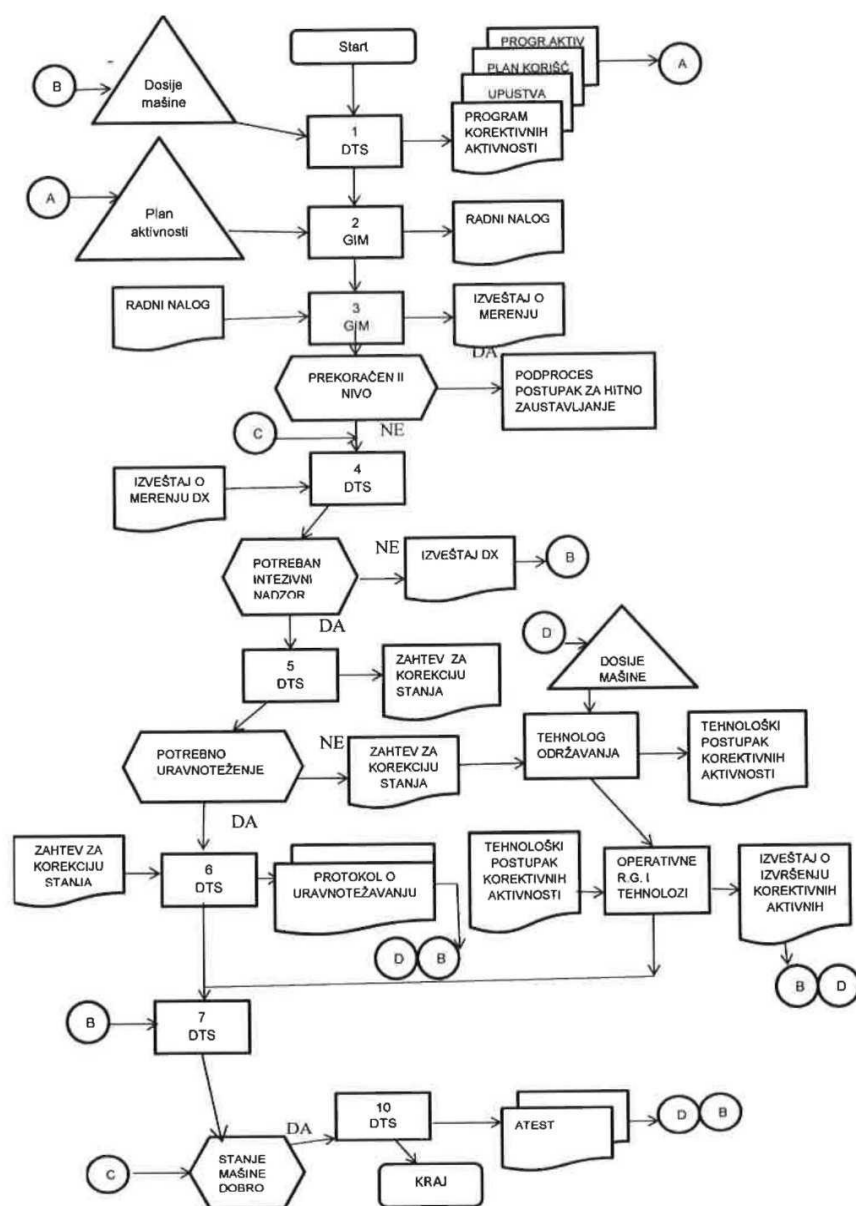 Start
PROGR.AKTIV
PLAN KORIŠĆ
UPUSTVA
PROGRAM
KOREKTIVNIH
AKTIVNOSTI
A
B
Dosije
mašine
1
DTS
A
Plan
aktivnosti
2
GIM
RADNI NALOG
RADNI NALOG
3
GIM
IZVEŠTAJ O
MERENJU
DA
PREKORAČEN II
NIVO
PODPROCES
POSTUPAK ZA HITNO
ZAUSTAVLJANJE
C
NE
4
DTS
IZVEŠTAJ O
MERENJU DX
POTREBAN
INTEZIVNI
NADZOR
NE
IZVEŠTAJ DX
B
DA
5
DTS
ZAHTEV ZA
KOREKCIJU
STANJA
D
DOSIJE
MAŠINE
POTREBNO
URAVNOTEŽENJE
NE
ZAHTEV ZA
KOREKCIJU
STANJA
TEHNOLOG
ODRŽAVANJA
TEHNOLOŠKI
POSTUPAK
KOREKTIVNIH
AKTIVNOSTI
DA
ZAHTEV ZA
KOREKCIJU
STANJA
6
DTS
PROTOKOL O
URAVNOTEŽAVANJU
TEHNOLOŠKI
POSTUPAK
KOREKTIVNIH
AKTIVNOSTI
OPERATIVNE
R.G. I
TEHNOLOZI
IZVEŠTAJ O
IZVRŠENJU
KOREKTIVNIH
AKTIVNIH
D B
B D
B
7
DTS
C
STANJE
MAŠINE
DOBRO
DA
10
DTS
ATEST
D B
KRAJ